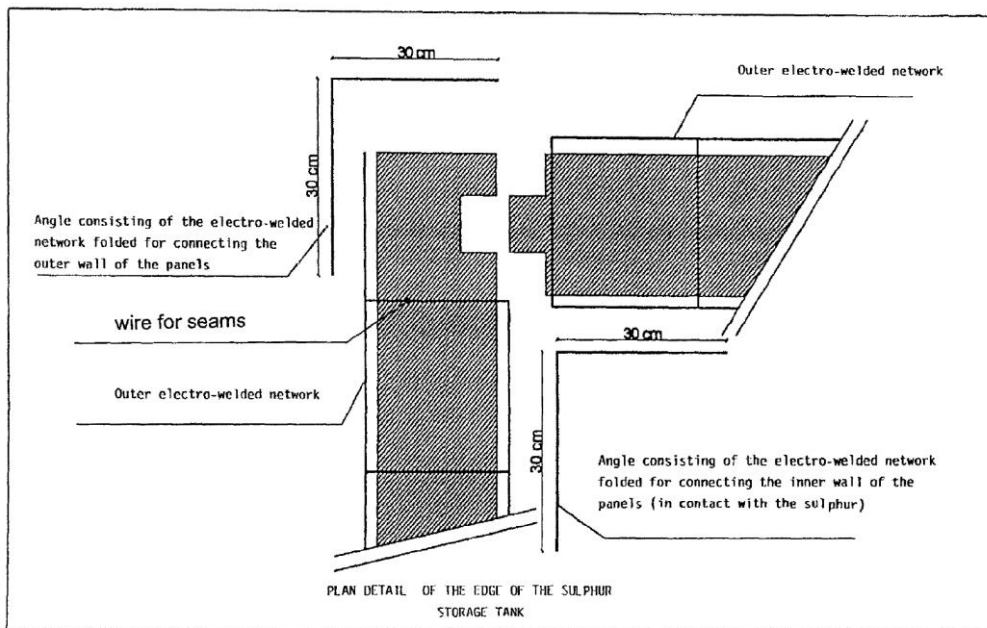 30 cm
Outer electro-welded network
30 cm
Angle consisting of the electro-welded
network folded for connecting the
outer wall of the panels
wire for seams
30 cm
Outer electro-welded network
30 cm
Angle consisting of the electro-welded network
folded for connecting the inner wall of the
panels (in contact with the sulphur)
PLAN DETAIL OF THE EDGE OF THE SULPHUR
STORAGE TANK